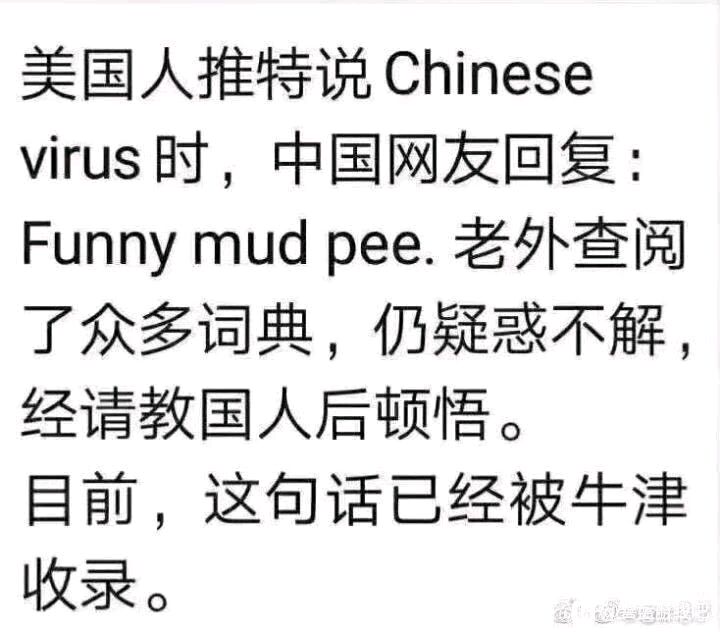 美国人推特说 Chinese
virus 时，中国网友回复：
Funny mud pee. 老外查阅
了众多词典，仍疑惑不解，
经请教国人后顿悟。
目前，这句话已经被牛津
收录。